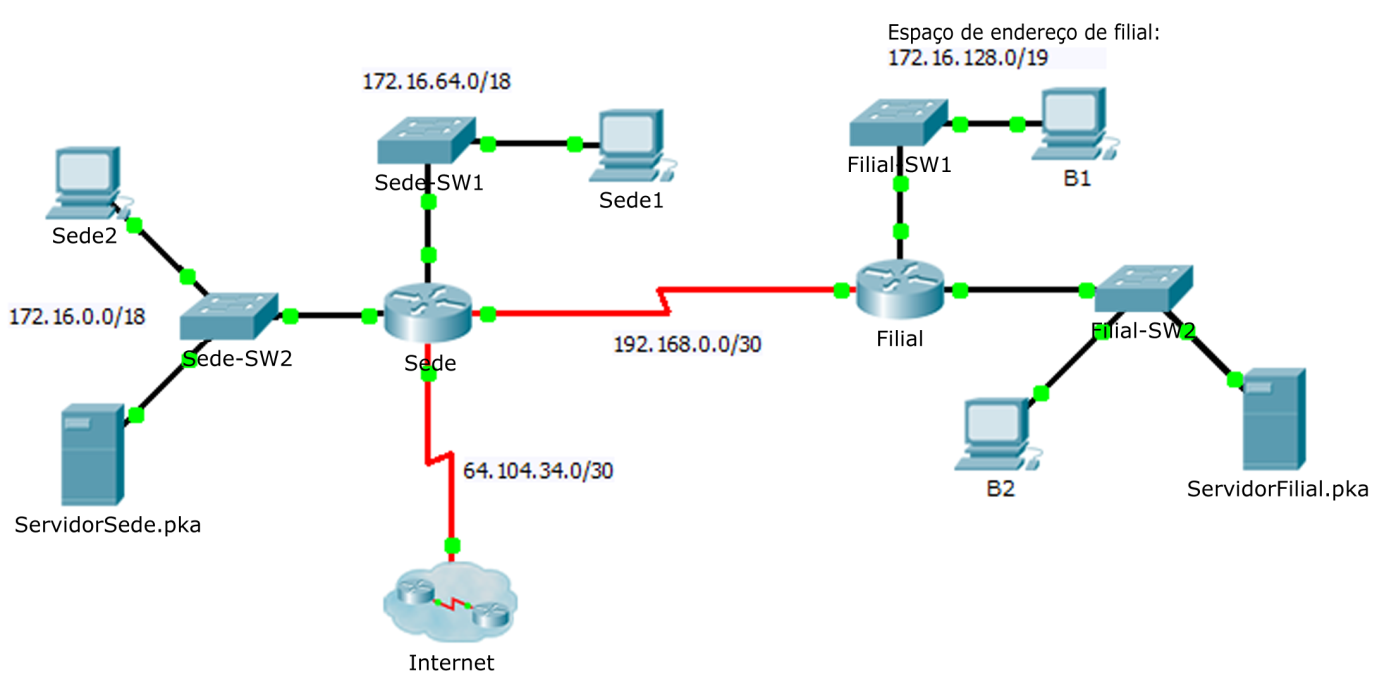 Espaço de endereço de filial:
172.16.128.0/19
172.16.64.0/18
Sede-SW1
Sede1
Filial-SW1
B1
Sede2
172.16.0.0/18
Sede-SW2
Sede
192.168.0.0/30
Filial
Filial-SW2
64.104.34.0/30
B2
ServidorFilial.pka
ServidorSede.pka
Internet